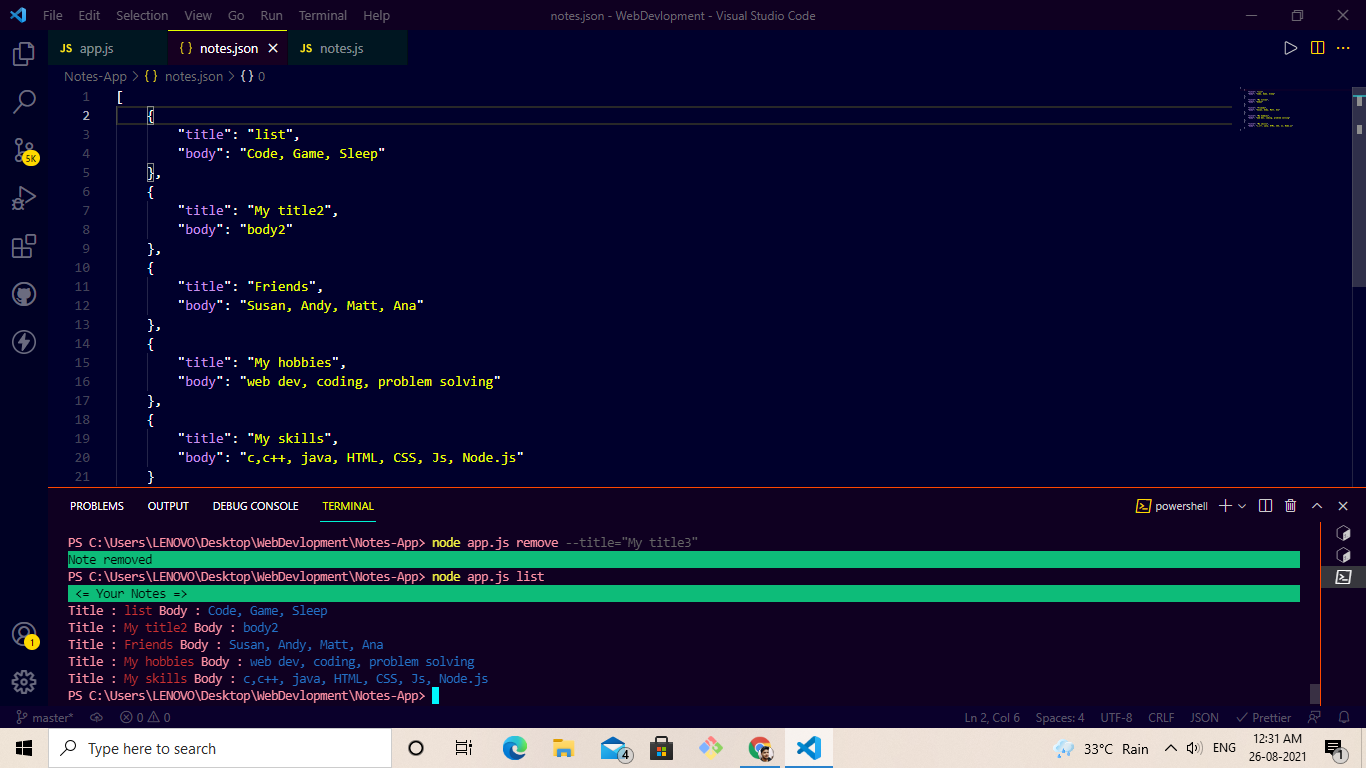 File Edit Selection View Go Run Terminal Help notes.json - WebDevlopment - Visual Studio Code
JS app.js {} notes.json JS notes.js
Notes-App > {} notes.json > {} 0
1 [
2 {
3 "title": "list",
4 "body": "Code, Game, Sleep"
5 },
6 {
7 "title": "My title2",
8 "body": "body2"
9 },
10 {
11 "title": "Friends",
12 "body": "Susan, Andy, Matt, Ana"
13 },
14 {
15 "title": "My hobbies",
16 "body": "web dev, coding, problem solving"
17 },
18 {
19 "title": "My skills",
20 "body": "c,c++, java, HTML, CSS, Js, Node.js"
21 }
5K
PROBLEMS OUTPUT DEBUG CONSOLE TERMINAL powershell
PS C:\Users\LENOVO\Desktop\WebDevlopment\Notes-App> node app.js remove --title="My title3"
Note removed
PS C:\Users\LENOVO\Desktop\WebDevlopment\Notes-App> node app.js list
<= Your Notes =>
Title : list Body : Code, Game, Sleep
Title : My title2 Body : body2
Title : Friends Body : Susan, Andy, Matt, Ana
Title : My hobbies Body : web dev, coding, problem solving
Title : My skills Body : c,c++, java, HTML, CSS, Js, Node.js
PS C:\Users\LENOVO\Desktop\WebDevlopment\Notes-App>
1
master* 0 0 Ln 2, Col 6 Spaces: 4 UTF-8 CRLF JSON Prettier
Type here to search 4 33°C Rain ENG 12:31 AM
26-08-2021 1